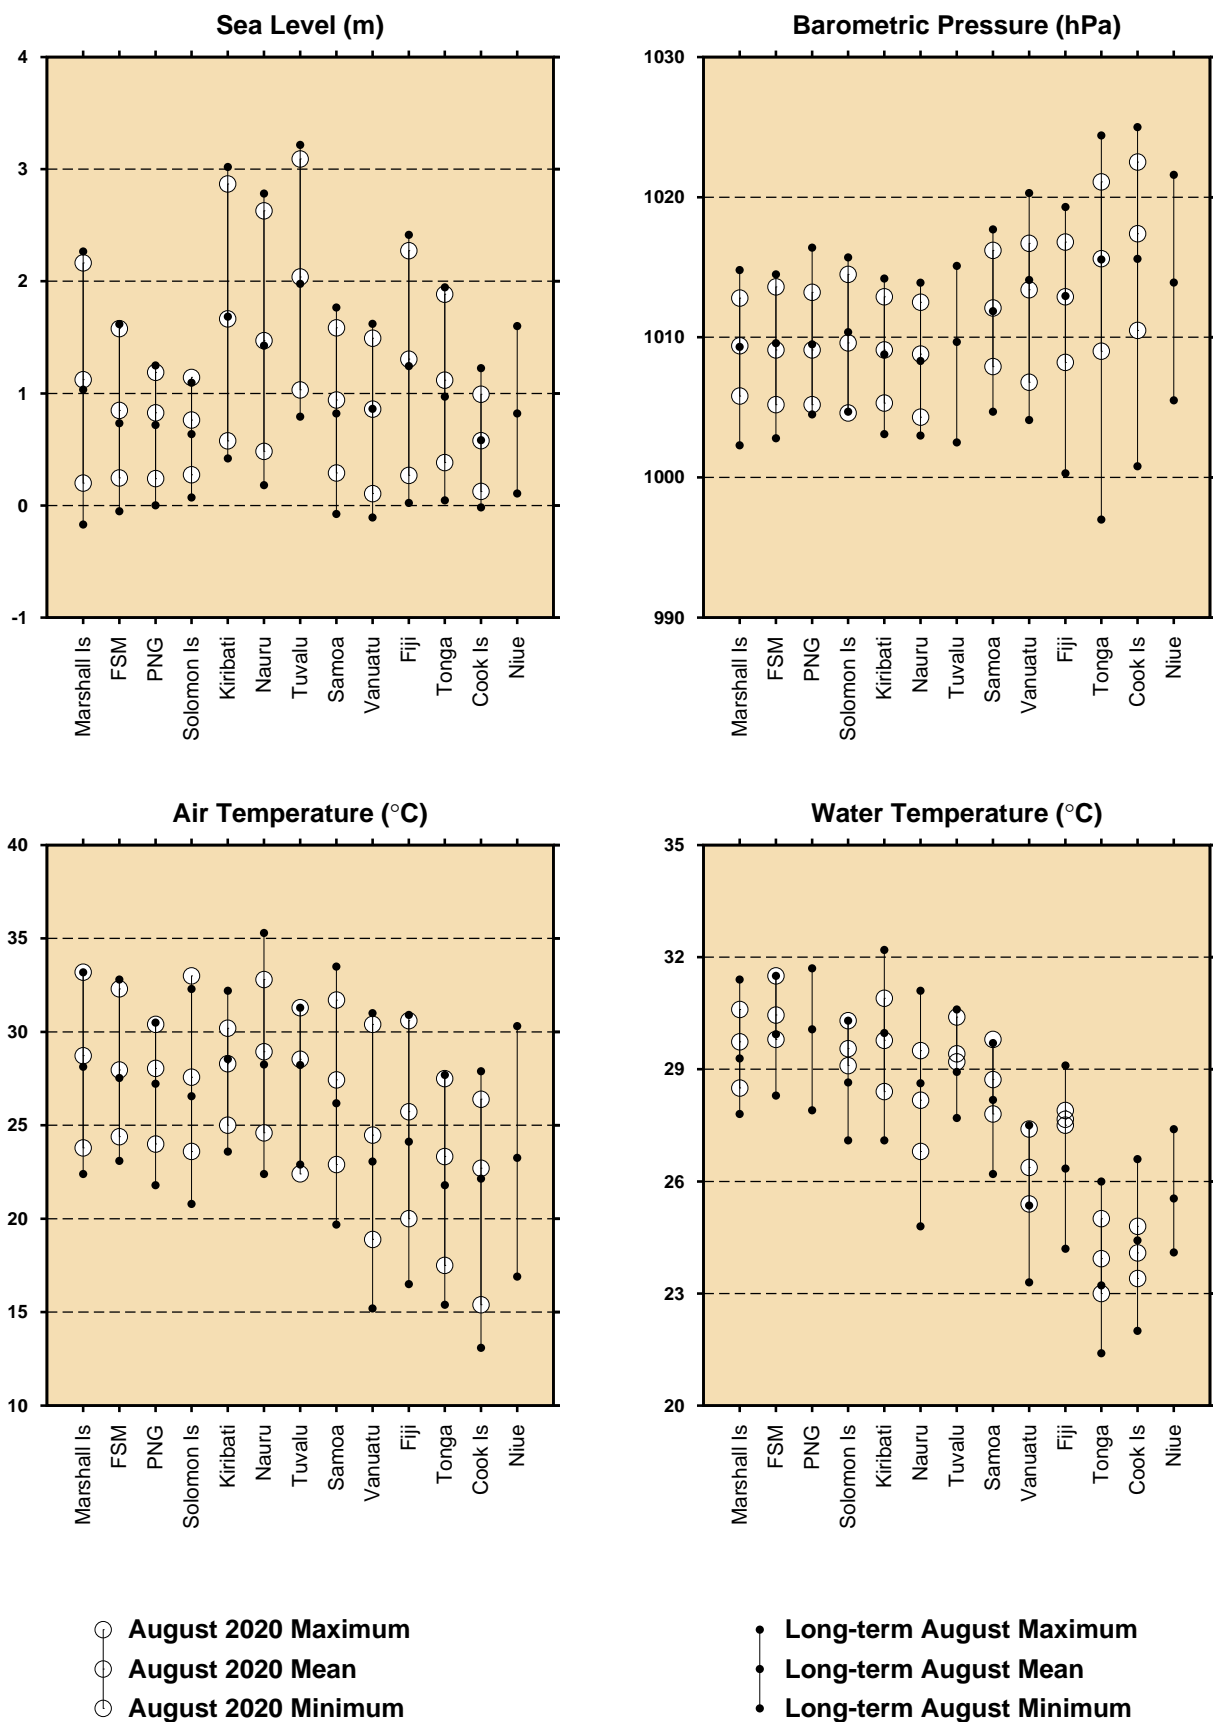 Sea Level (m)
4
3
2
1
0
-1
Marshall Is
FSM
PNG
Solomon Is
Kiribati
Nauru
Tuvalu
Samoa
Vanuatu
Fiji
Tonga
Cook Is
Niue
Barometric Pressure (hPa)
1030
1020
1010
1000
990
Marshall Is
FSM
PNG
Solomon Is
Kiribati
Nauru
Tuvalu
Samoa
Vanuatu
Fiji
Tonga
Cook Is
Niue
Air Temperature (°C)
40
35
30
25
20
15
10
Marshall Is
FSM
PNG
Solomon Is
Kiribati
Nauru
Tuvalu
Samoa
Vanuatu
Fiji
Tonga
Cook Is
Niue
Water Temperature (°C)
35
32
29
26
23
20
Marshall Is
FSM
PNG
Solomon Is
Kiribati
Nauru
Tuvalu
Samoa
Vanuatu
Fiji
Tonga
Cook Is
Niue
August 2020 Maximum
August 2020 Mean
August 2020 Minimum
Long-term August Maximum
Long-term August Mean
Long-term August Minimum